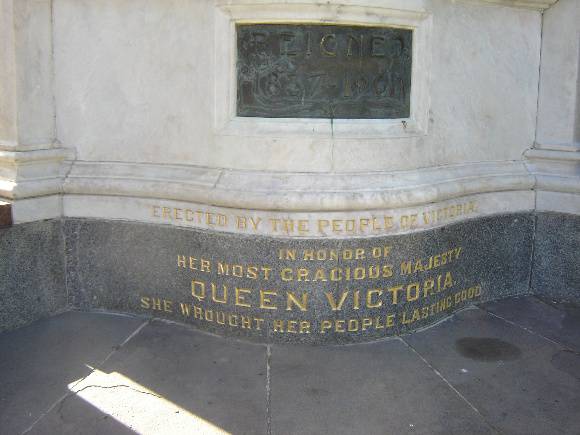 REIGNED
1837-1901
ERECTED BY THE PEOPLE OF VICTORIA
IN HONOR OF
HER MOST GRACIOUS MAJESTY
QUEEN VICTORIA.
SHE WROUGHT HER PEOPLE LASTING GOOD